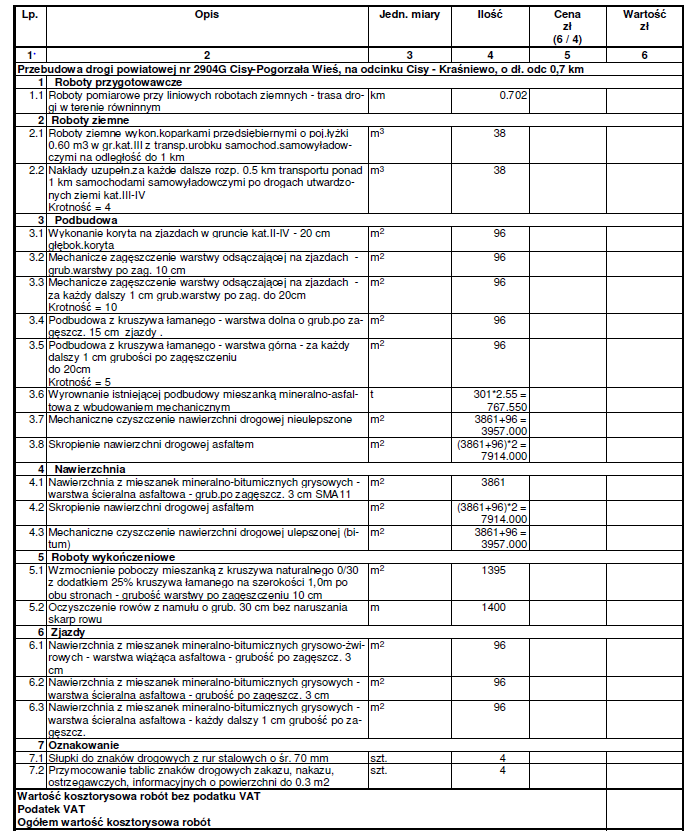 Lp. Opis Jedn. miary Ilość Cena Wartość
zł zł
(6 / 4)
1. 2 3 4 5 6
Przebudowa drogi powiatowej nr 2904G Cisy-Pogorzała Wieś, na odcinku Cisy - Kraśniewo, o dł. odc 0,7 km
1 Roboty przygotowawcze
1.1 Roboty pomiarowe przy liniowych robotach ziemnych - trasa dro- km 0.702
gi w terenie równinnym
2 Roboty ziemne
2.1 Roboty ziemne wykon.koparkami przedsiębiernymi o poj.łyżki m3 38
0.60 m3 w gr.kat.III z transp.urobku samochod.samowyładow-
czymi na odległość do 1 km
2.2 Nakłady uzupełn.za każde dalsze rozp. 0.5 km transportu ponad m3 38
1 km samochodami samowyładowczymi po drogach utwardzo-
nych ziemi kat.III-IV
Krotność = 4
3 Podbudowa
3.1 Wykonanie koryta na zjazdach w gruncie kat.II-IV - 20 cm m2 96
głębok.koryta
3.2 Mechanicze zagęszczenie warstwy odsączającej na zjazdach - m2 96
grub.warstwy po zag. 10 cm
3.3 Mechanicze zagęszczenie warstwy odsączającej na zjazdach - m2 96
za każdy dalszy 1 cm grub.warstwy po zag. do 20cm
Krotność = 10
3.4 Podbudowa z kruszywa łamanego - warstwa dolna o grub.po za- m2 96
gęszcz. 15 cm zjazdy .
3.5 Podbudowa z kruszywa łamanego - warstwa górna - za każdy m2 96
dalszy 1 cm grubości po zagęszczeniu
do 20cm
Krotność = 5
3.6 Wyrownanie istniejącej podbudowy mieszanką mineralno-asfal- t 301*2.55 =
towa z wbudowaniem mechanicznym 767.550
3.7 Mechaniczne czyszczenie nawierzchni drogowej nieulepszonej m2 3861+96 =
3957.000
3.8 Skropienie nawierzchni drogowej asfaltem m2 (3861+96)*2 =
7914.000
4 Nawierzchnia
4.1 Nawierzchnia z mieszanek mineralno-bitumicznych grysowych - m2 3861
warstwa ścieralna asfaltowa - grub.po zagęszcz. 3 cm SMA11
4.2 Skropienie nawierzchni drogowej asfaltem m2 (3861+96)*2 =
7914.000
4.3 Mechaniczne czyszczenie nawierzchni drogowej ulepszonej (bi- m2 3861+96 =
tum) 3957.000
5 Roboty wykończeniowe
5.1 Wzmocnienie poboczy mieszanką z kruszywa naturalnego 0/30 m2 1395
z dodatkiem 25% kruszywa łamanego na szerokości 1,0m po
obu stronach - grubość warstwy po zagęszczeniu 10 cm
5.2 Oczyszczenie rowów z namułu o grub. 30 cm bez naruszania m 1400
skarp rowu
6 Zjazdy
6.1 Nawierzchnia z mieszanek mineralno-bitumicznych grysowo-żwi- m2 96
rowych - warstwa wiążąca asfaltowa - grubość po zagęszcz. 3
cm
6.2 Nawierzchnia z mieszanek mineralno-bitumicznych grysowych - m2 96
warstwa ścieralna asfaltowa - grubość po zagęszcz. 3 cm
6.3 Nawierzchnia z mieszanek mineralno-bitumicznych grysowych - m2 96
warstwa ścieralna asfaltowa - każdy dalszy 1 cm grubość po za-
gęszcz.
7 Oznakowanie
7.1 Słupki do znaków drogowych z rur stalowych o śr. 70 mm szt. 4
7.2 Przymocowanie tablic znaków drogowych zakazu, nakazu, szt. 4
ostrzegawczych, informacyjnych o powierzchni do 0.3 m2
Wartość kosztorysowa robót bez podatku VAT
Podatek VAT
Ogółem wartość kosztorysowa robót